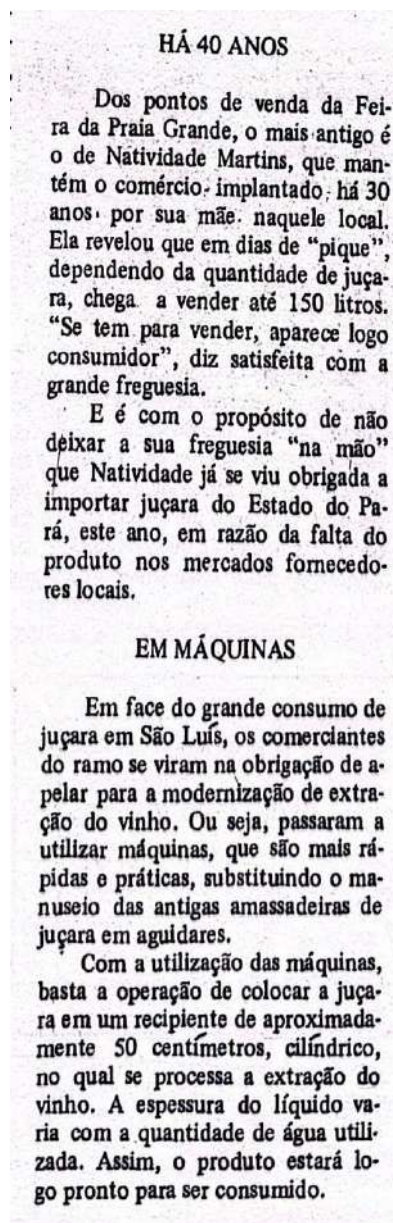 HÁ 40 ANOS
Dos pontos de venda da Fei-
ra da Praia Grande, o mais antigo é
o de Natividade Martins, que man-
tém o comércio implantado há 30
anos por sua mãe naquele local.
Ela revelou que em dias de “pique”,
dependendo da quantidade de juça-
ra, chega a vender até 150 litros.
“Se tem para vender, aparece logo
consumidor”, diz satisfeita com a
grande freguesia.
E é com o propósito de não
deixar a sua freguesia “na mão”
que Natividade já se viu obrigada a
importar juçara do Estado do Pa-
rá, este ano, em razão da falta do
produto nos mercados fornecedo-
res locais.
EM MÁQUINAS
Em face do grande consumo de
juçara em São Luís, os comerciantes
do ramo se viram na obrigação de a-
pelar para a modernização de extra-
ção do vinho. Ou seja, passaram a
utilizar máquinas, que são mais rá-
pidas e práticas, substituindo o ma-
nuseio das antigas amassadeiras de
juçara em aguidares.
Com a utilização das máquinas,
basta a operação de colocar a juça-
ra em um recipiente de aproximada-
mente 50 centímetros, cilíndrico,
no qual se processa a extração do
vinho. A espessura do líquido va-
ria com a quantidade de água utili-
zada. Assim, o produto estará lo-
go pronto para ser consumido.